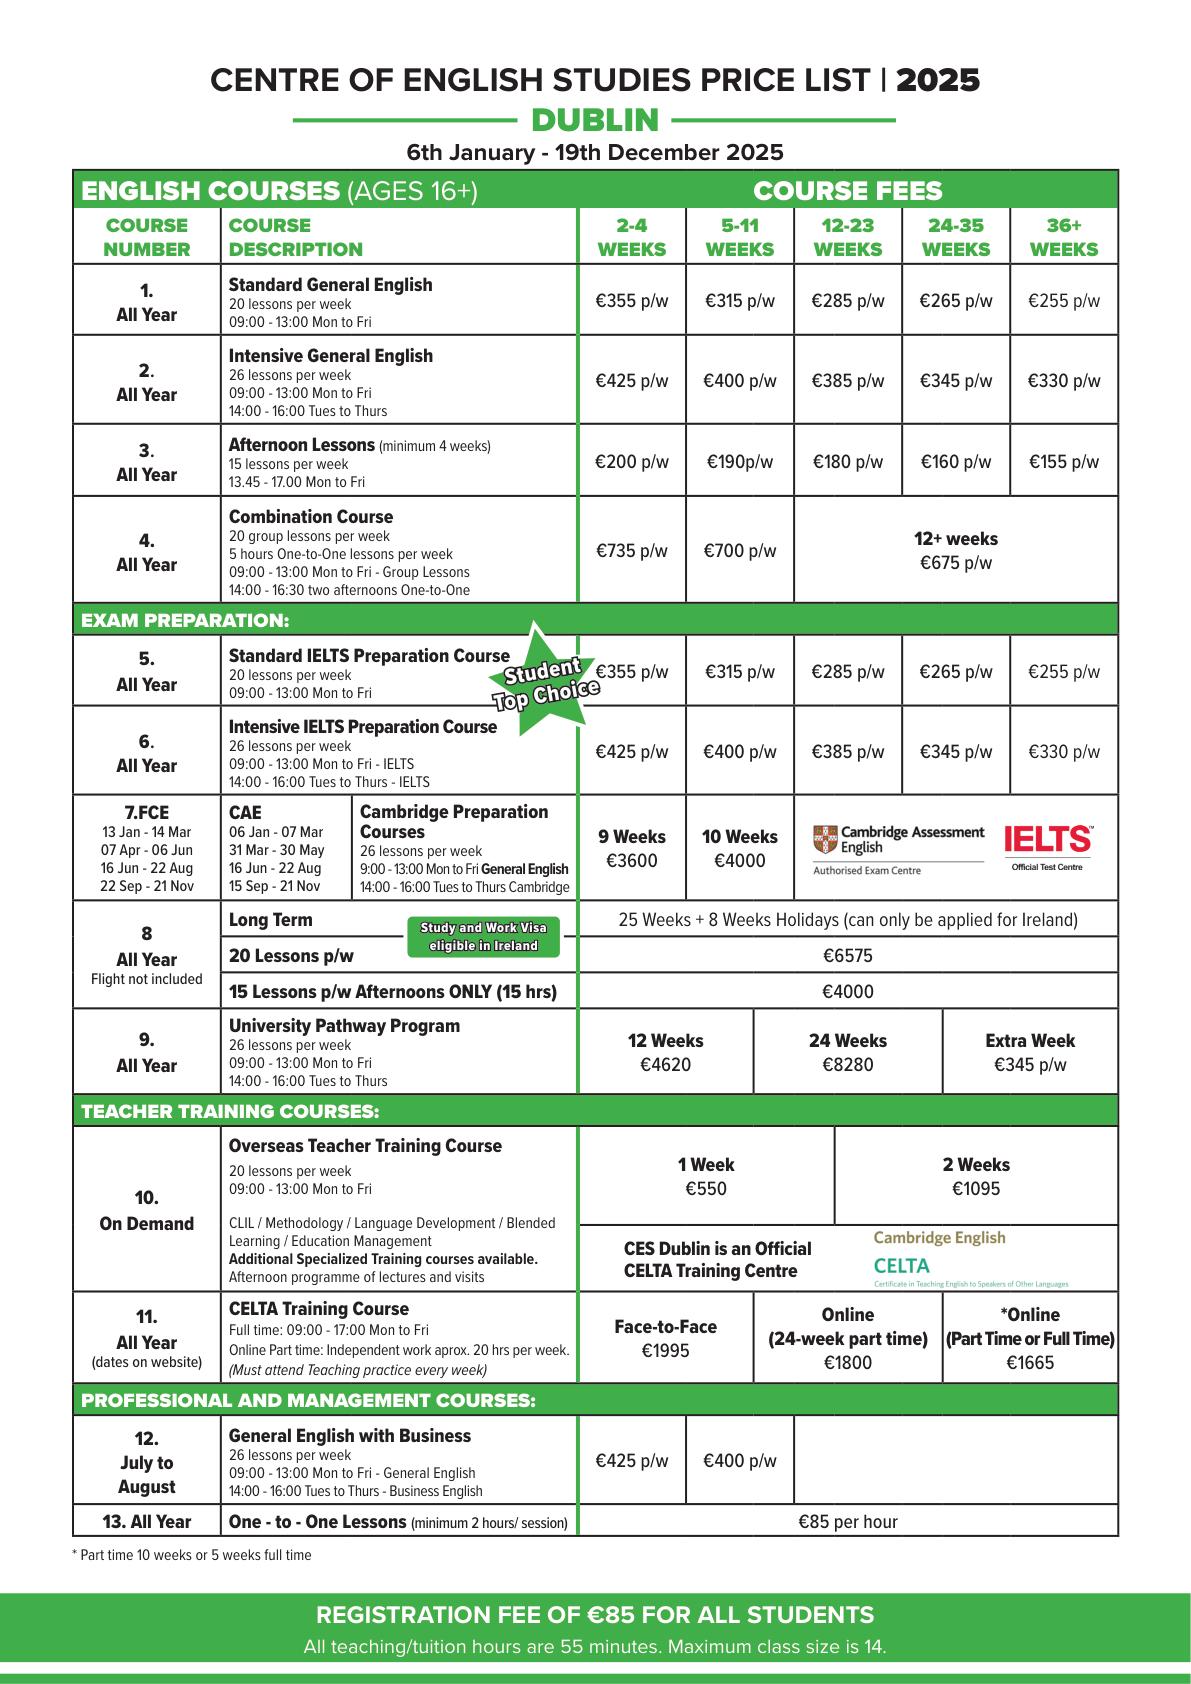 CENTRE OF ENGLISH STUDIES PRICE LIST | 2025
DUBLIN
6th January - 19th December 2025
ENGLISH COURSES (AGES 16+) COURSE FEES
COURSE NUMBER
COURSE DESCRIPTION
2-4 WEEKS
5-11 WEEKS
12-23 WEEKS
24-35 WEEKS
36+ WEEKS
1.
All Year
Standard General English
20 lessons per week
09:00 - 13:00 Mon to Fri
€355 p/w €315 p/w €285 p/w €265 p/w €255 p/w
2.
All Year
Intensive General English
26 lessons per week
09:00 - 13:00 Mon to Fri
14:00 - 16:00 Tues to Thurs
€425 p/w €400 p/w €385 p/w €345 p/w €330 p/w
3.
All Year
Afternoon Lessons (minimum 4 weeks)
15 lessons per week
13.45 - 17.00 Mon to Fri
€200 p/w €190p/w €180 p/w €160 p/w €155 p/w
4.
All Year
Combination Course
20 group lessons per week
5 hours One-to-One lessons per week
09:00 - 13:00 Mon to Fri - Group Lessons
14:00 - 16:30 two afternoons One-to-One
€735 p/w €700 p/w
12+ weeks
€675 p/w
EXAM PREPARATION:
5.
All Year
Standard IELTS Preparation Course
20 lessons per week
09:00 - 13:00 Mon to Fri
Student
Top Choice
€355 p/w €315 p/w €285 p/w €265 p/w €255 p/w
6.
All Year
Intensive IELTS Preparation Course
26 lessons per week
09:00 - 13:00 Mon to Fri - IELTS
14:00 - 16:00 Tues to Thurs - IELTS
€425 p/w €400 p/w €385 p/w €345 p/w €330 p/w
7.FCE
13 Jan - 14 Mar
07 Apr - 06 Jun
16 Jun - 22 Aug
22 Sep - 21 Nov
CAE
06 Jan - 07 Mar
31 Mar - 30 May
16 Jun - 22 Aug
15 Sep - 21 Nov
Cambridge Preparation
Courses
26 lessons per week
9:00 - 13:00 Mon to Fri General English
14:00 - 16:00 Tues to Thurs Cambridge
9 Weeks
€3600
10 Weeks
€4000
Cambridge Assessment
English
Authorised Exam Centre
IELTS™
Official Test Centre
8
All Year
Flight not included
Long Term
Study and Work Visa
eligible in Ireland
25 Weeks + 8 Weeks Holidays (can only be applied for Ireland)
20 Lessons p/w
€6575
15 Lessons p/w Afternoons ONLY (15 hrs)
€4000
9.
All Year
University Pathway Program
26 lessons per week
09:00 - 13:00 Mon to Fri
14:00 - 16:00 Tues to Thurs
12 Weeks
€4620
24 Weeks
€8280
Extra Week
€345 p/w
TEACHER TRAINING COURSES:
10.
On Demand
Overseas Teacher Training Course
20 lessons per week
09:00 - 13:00 Mon to Fri
CLIL / Methodology / Language Development / Blended
Learning / Education Management
Additional Specialized Training courses available.
Afternoon programme of lectures and visits
1 Week
€550
2 Weeks
€1095
CES Dublin is an Official
CELTA Training Centre
Cambridge English
CELTA
Certificate in Teaching English to Speakers of Other Languages
11.
All Year
(dates on website)
CELTA Training Course
Full time: 09:00 - 17:00 Mon to Fri
Online Part time: Independent work aprox. 20 hrs per week.
(Must attend Teaching practice every week)
Face-to-Face
€1995
Online
(24-week part time)
€1800
*Online
(Part Time or Full Time)
€1665
PROFESSIONAL AND MANAGEMENT COURSES:
12.
July to
August
General English with Business
26 lessons per week
09:00 - 13:00 Mon to Fri - General English
14:00 - 16:00 Tues to Thurs - Business English
€425 p/w €400 p/w
13. All Year
One - to - One Lessons (minimum 2 hours/ session)
€85 per hour
* Part time 10 weeks or 5 weeks full time
REGISTRATION FEE OF €85 FOR ALL STUDENTS
All teaching/tuition hours are 55 minutes. Maximum class size is 14.